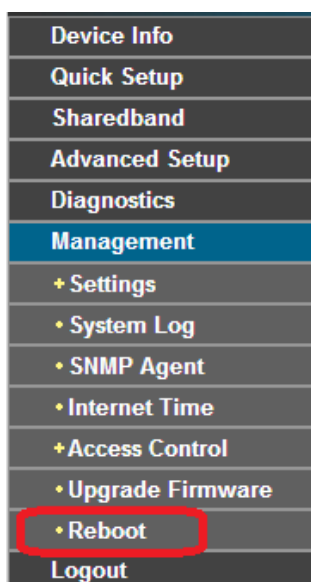 Device Info
Quick Setup
Sharedband
Advanced Setup
Diagnostics
Management
+ Settings
• System Log
• SNMP Agent
• Internet Time
+ Access Control
• Upgrade Firmware
• Reboot
Logout